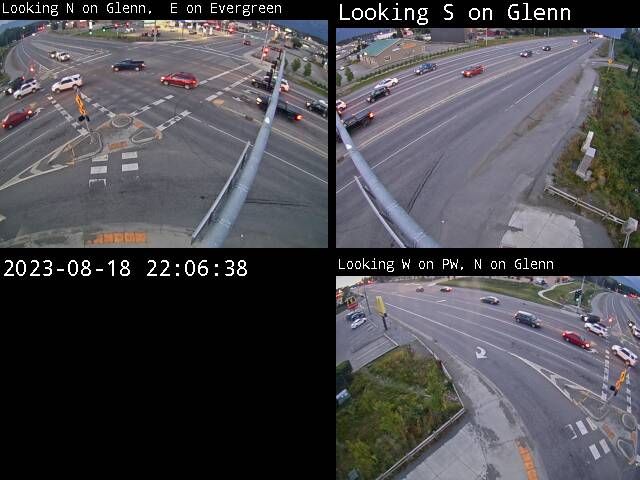 Looking N on Glenn,  E on Evergreen
Looking S on Glenn
2023-08-18 22:06:38
Looking W on PW, N on Glenn